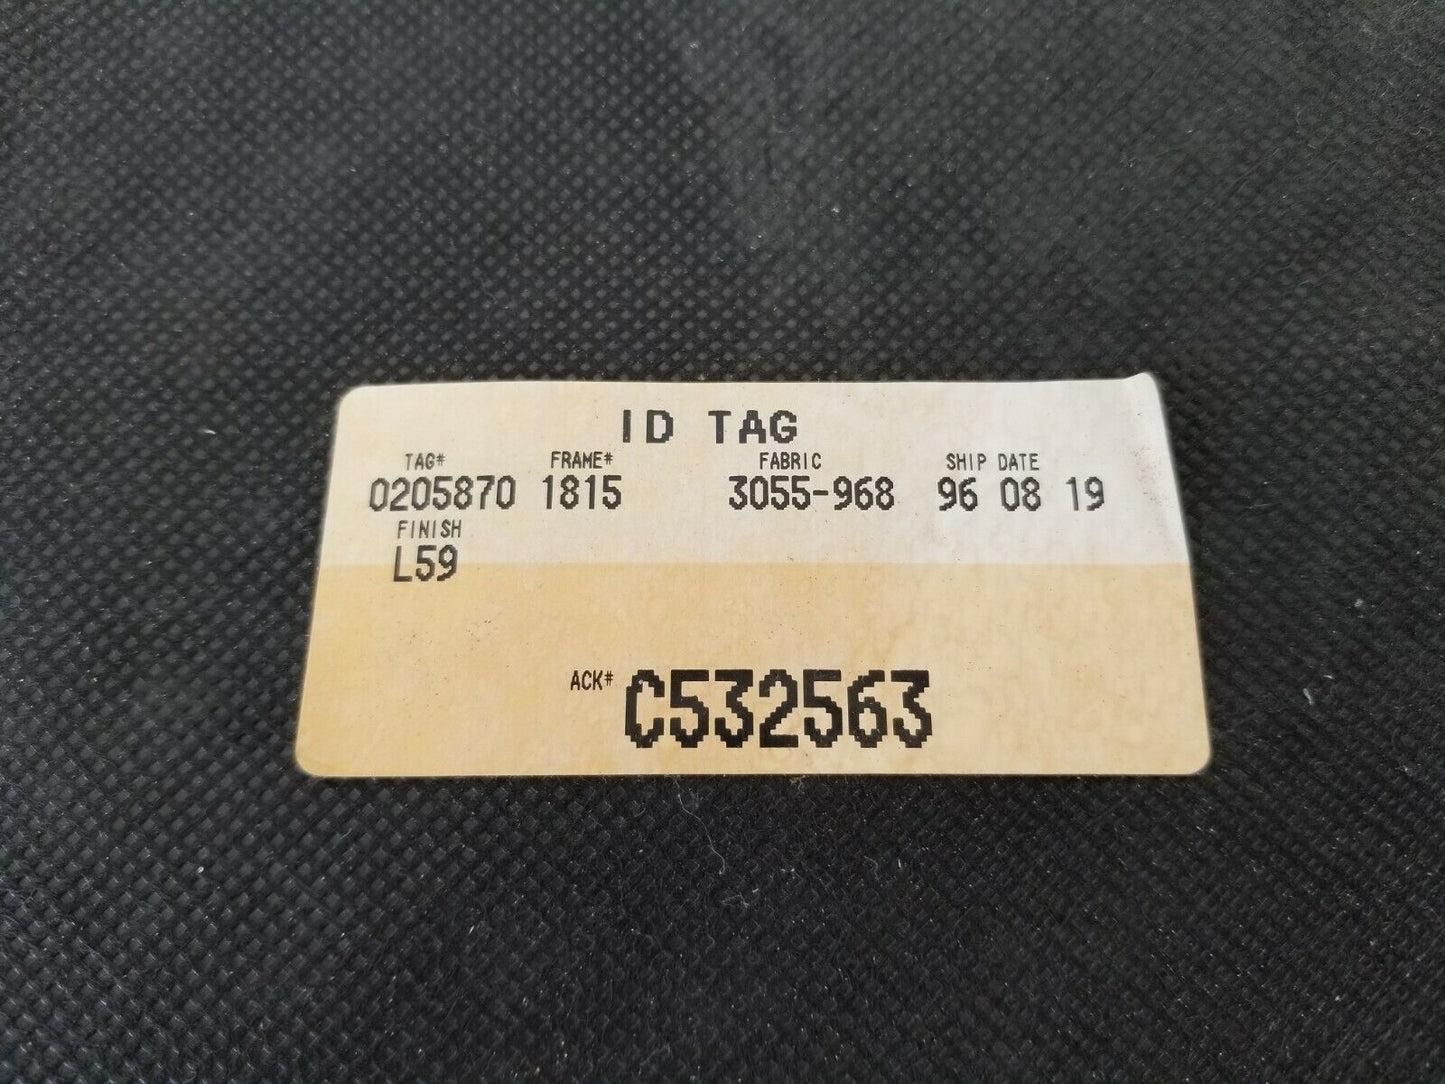 ID TAG
TAG# FRAME# FABRIC SHIP DATE
0205870 1815 3055-968 96 08 19
FINISH
L59
ACK# C532563